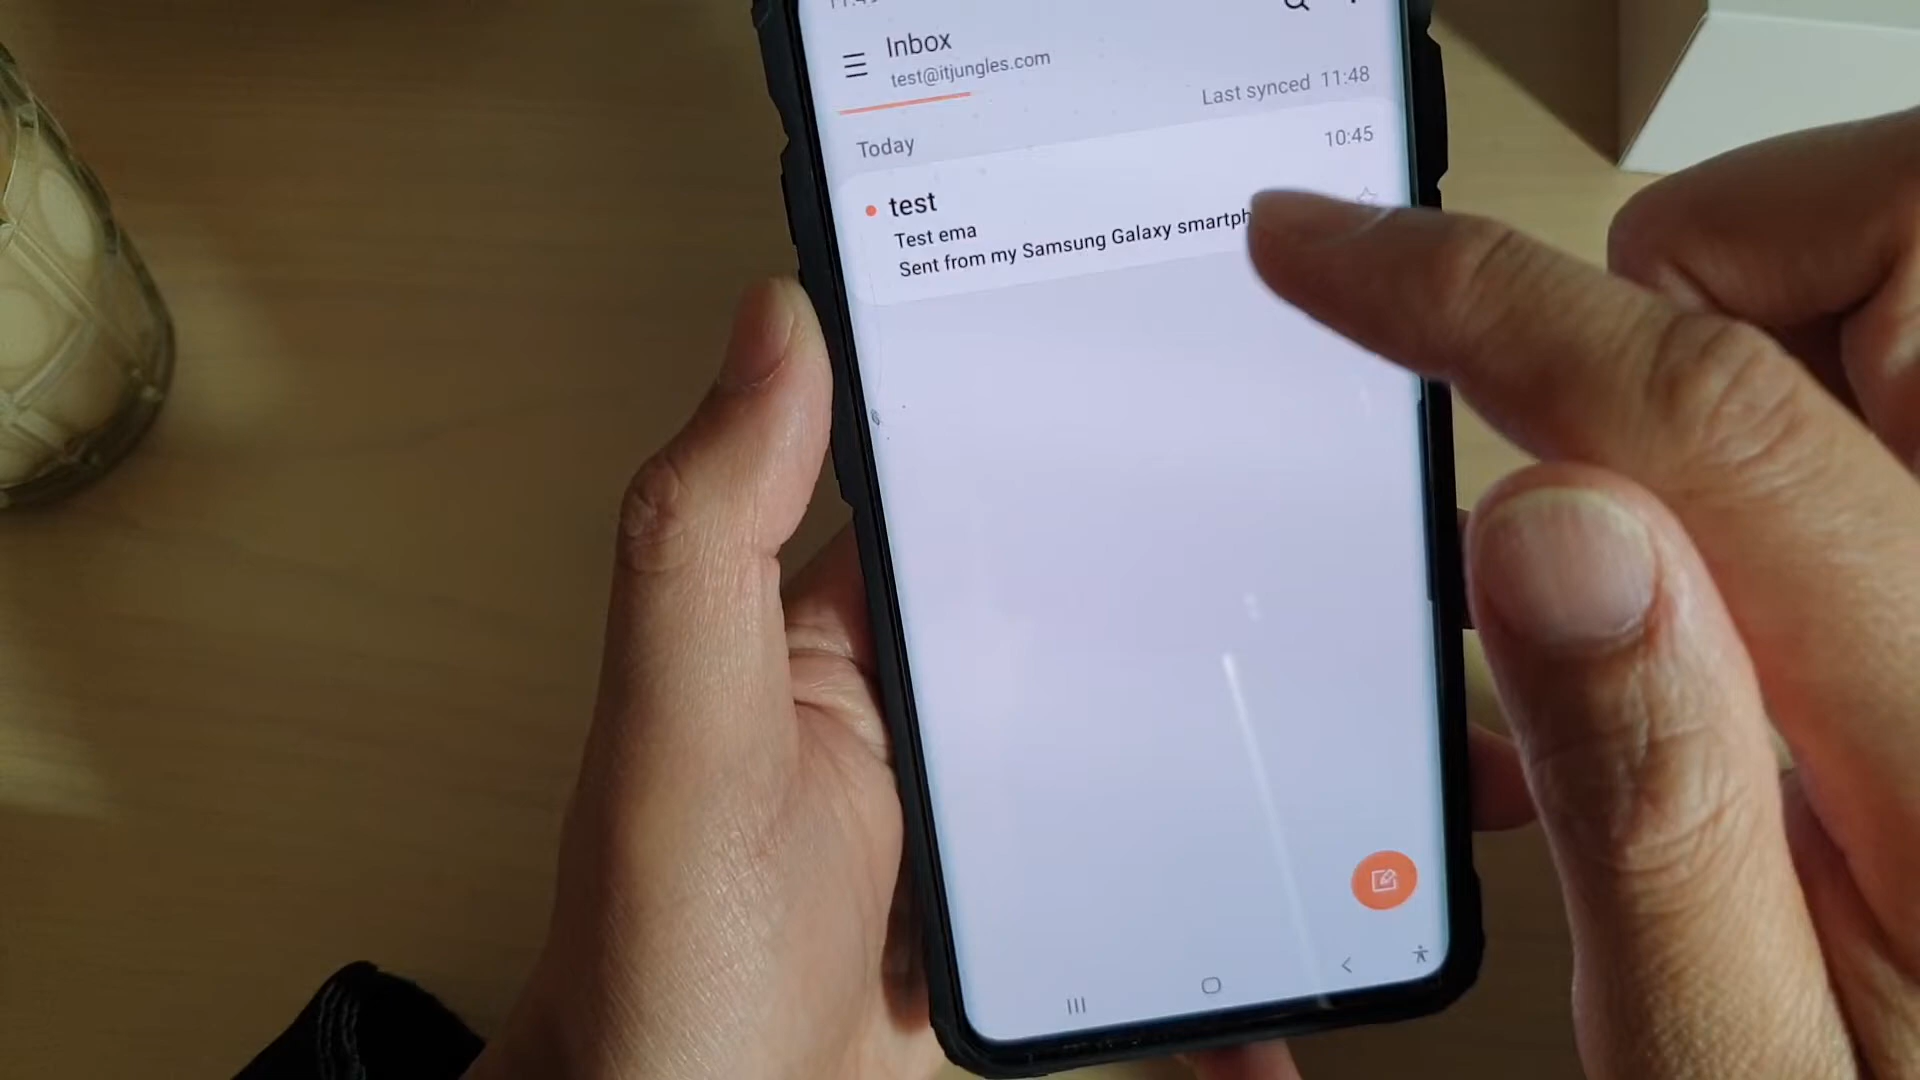 Inbox
test@itjungles.com
Last synced 11:48
Today
10:45
test
Test ema
Sent from my Samsung Galaxy